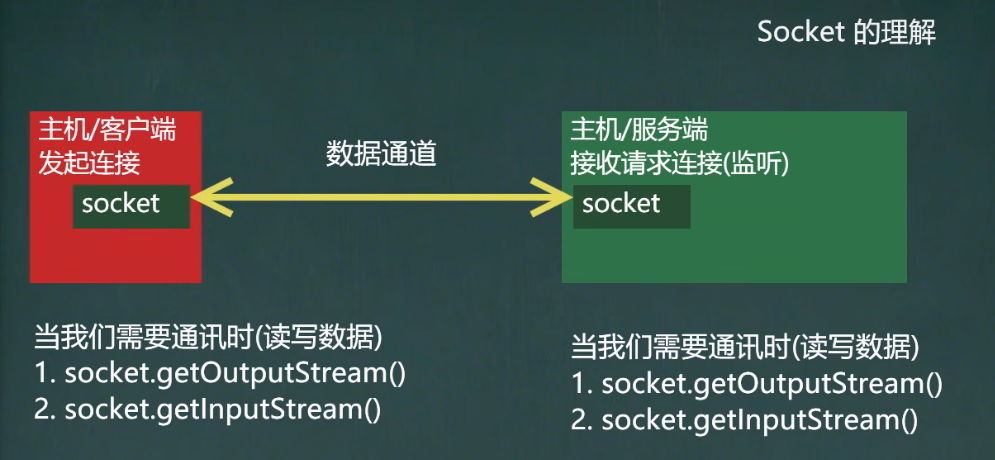 Socket 的理解
主机/客户端
发起连接
socket
数据通道
主机/服务端
接收请求连接(监听)
socket
当我们需要通讯时(读写数据)
1. socket.getOutputStream()
2. socket.getInputStream()
当我们需要通讯时(读写数据)
1. socket.getOutputStream()
2. socket.getInputStream()